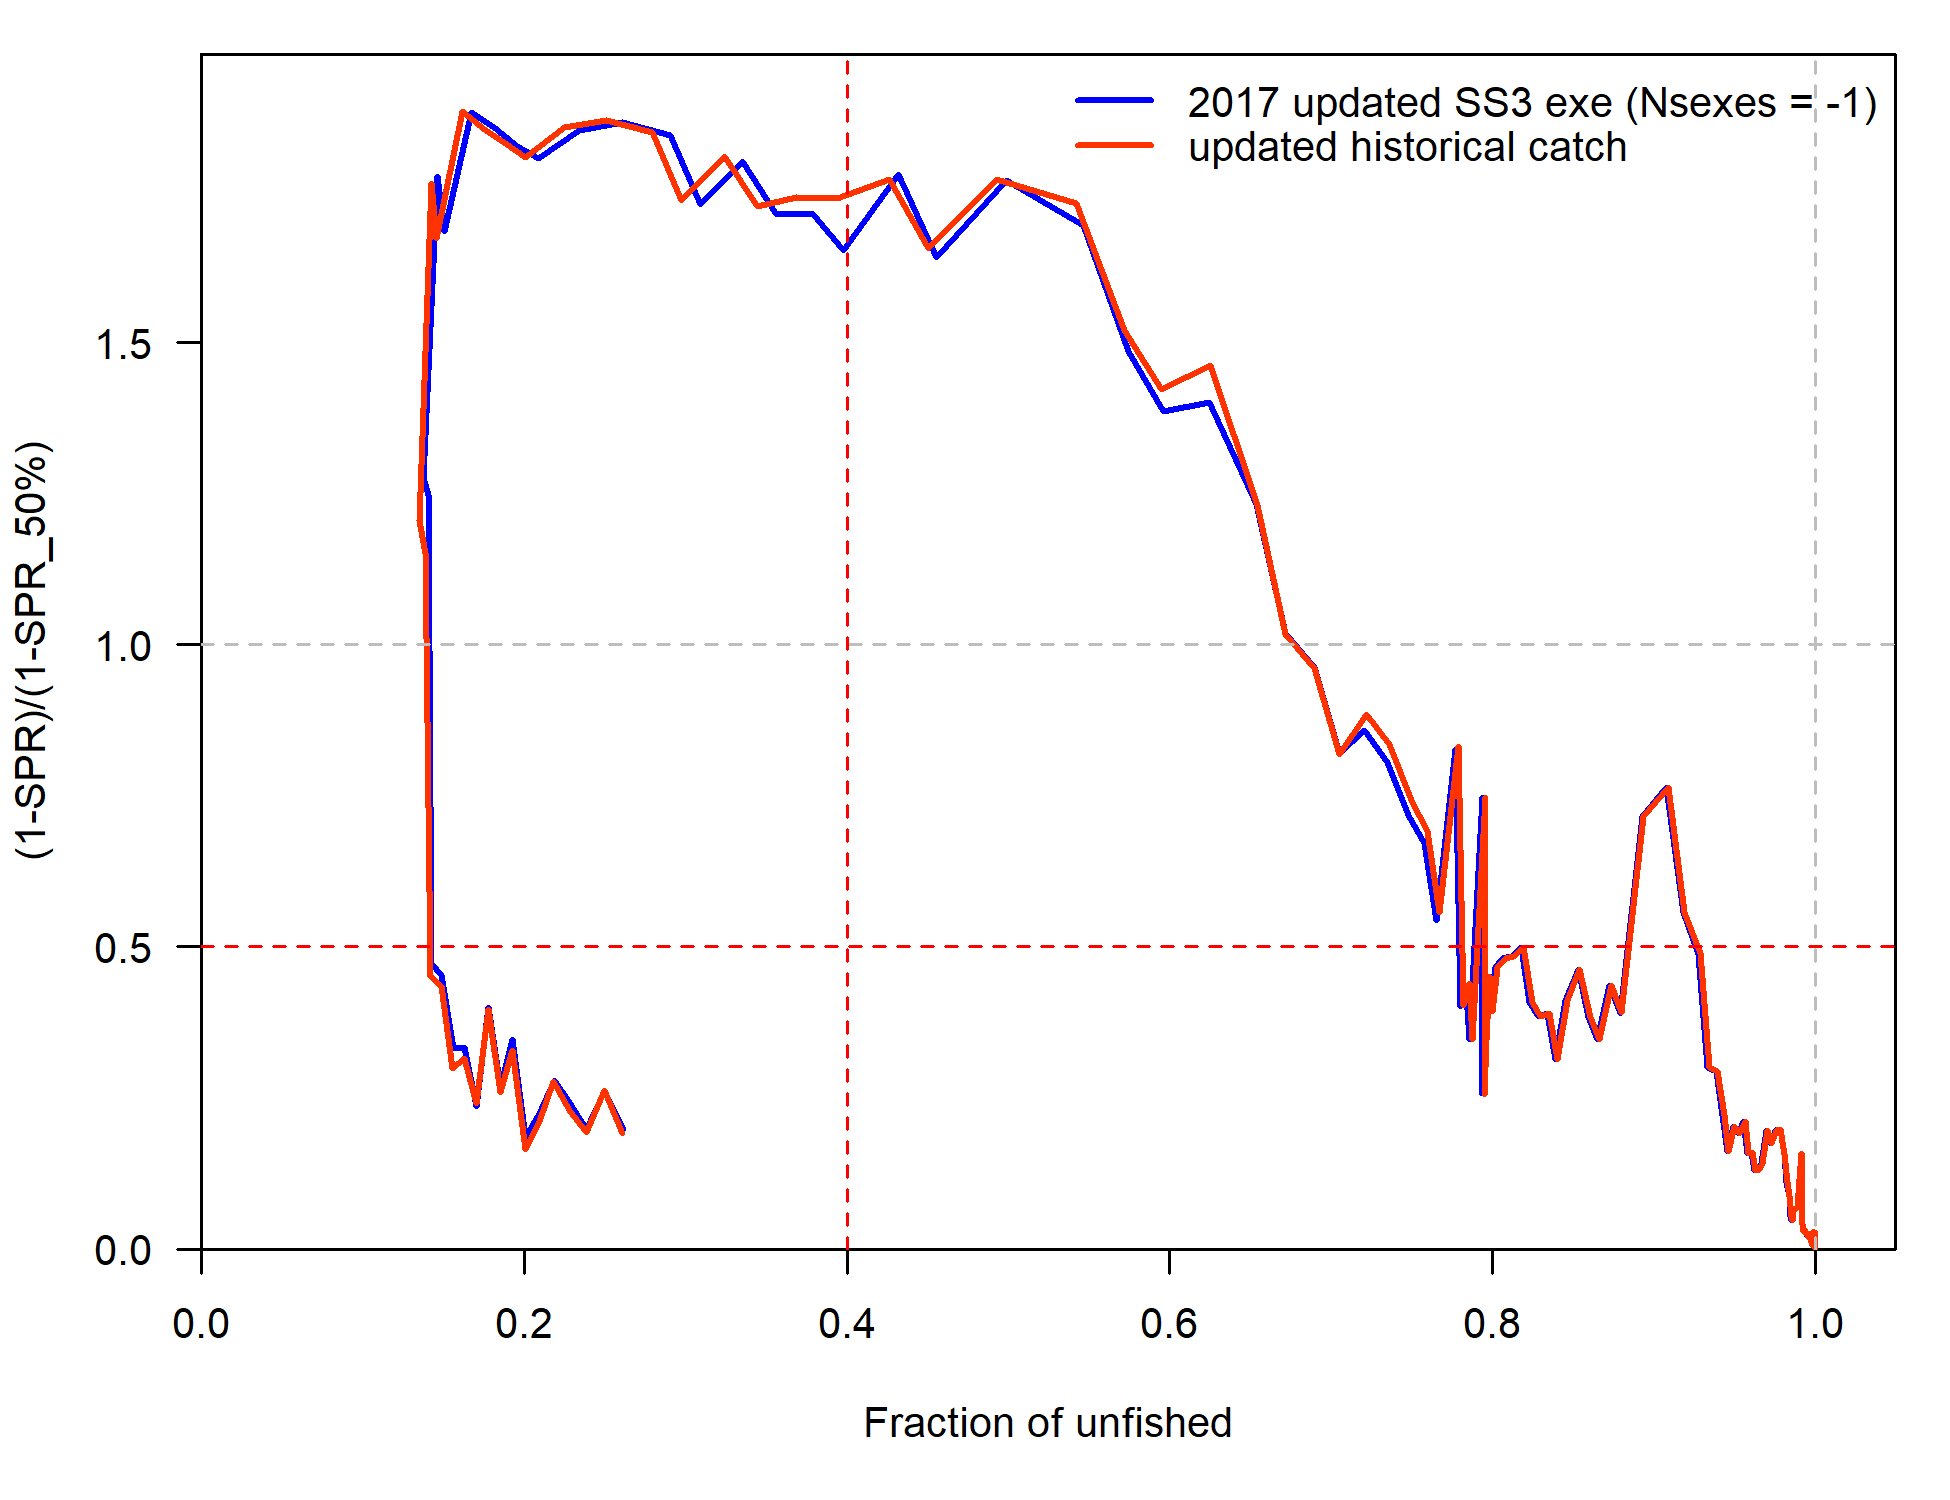 2017 updated SS3 exe (Nsexes = -1)
updated historical catch
(1-SPR)/(1-SPR_50%)
1.5
1.0
0.5
0.0
0.0 0.2 0.4 0.6 0.8 1.0
Fraction of unfished